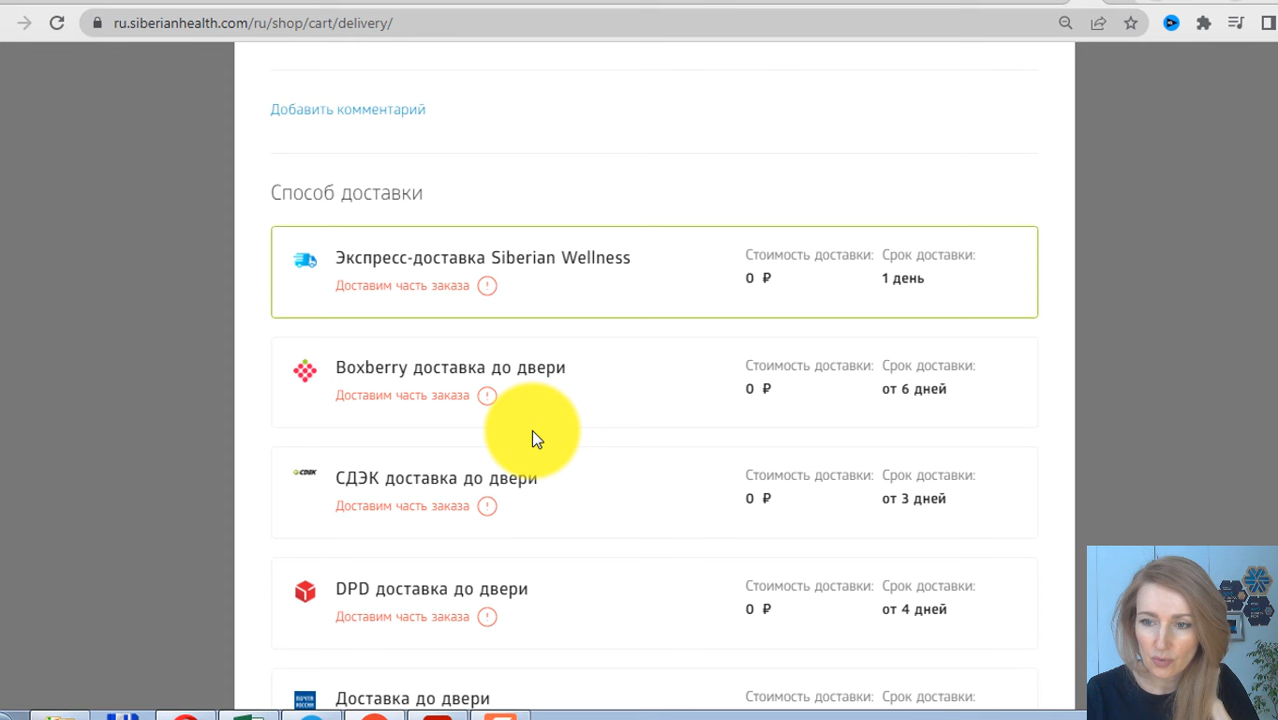 ru.siberianhealth.com/ru/shop/cart/delivery/
Добавить комментарий
Способ доставки
Экспресс-доставка Siberian Wellness
Доставим часть заказа
Стоимость доставки: Срок доставки:
0 ₽ 1 день
Boxberry доставка до двери
Доставим часть заказа
Стоимость доставки: Срок доставки:
0 ₽ от 6 дней
СДЭК доставка до двери
Доставим часть заказа
Стоимость доставки: Срок доставки:
0 ₽ от 3 дней
DPD доставка до двери
Доставим часть заказа
Стоимость доставки: Срок доставки:
0 ₽ от 4 дней
ПОЧТА РОССИИ
Доставка до двери
Стоимость доставки: Срок доставки: